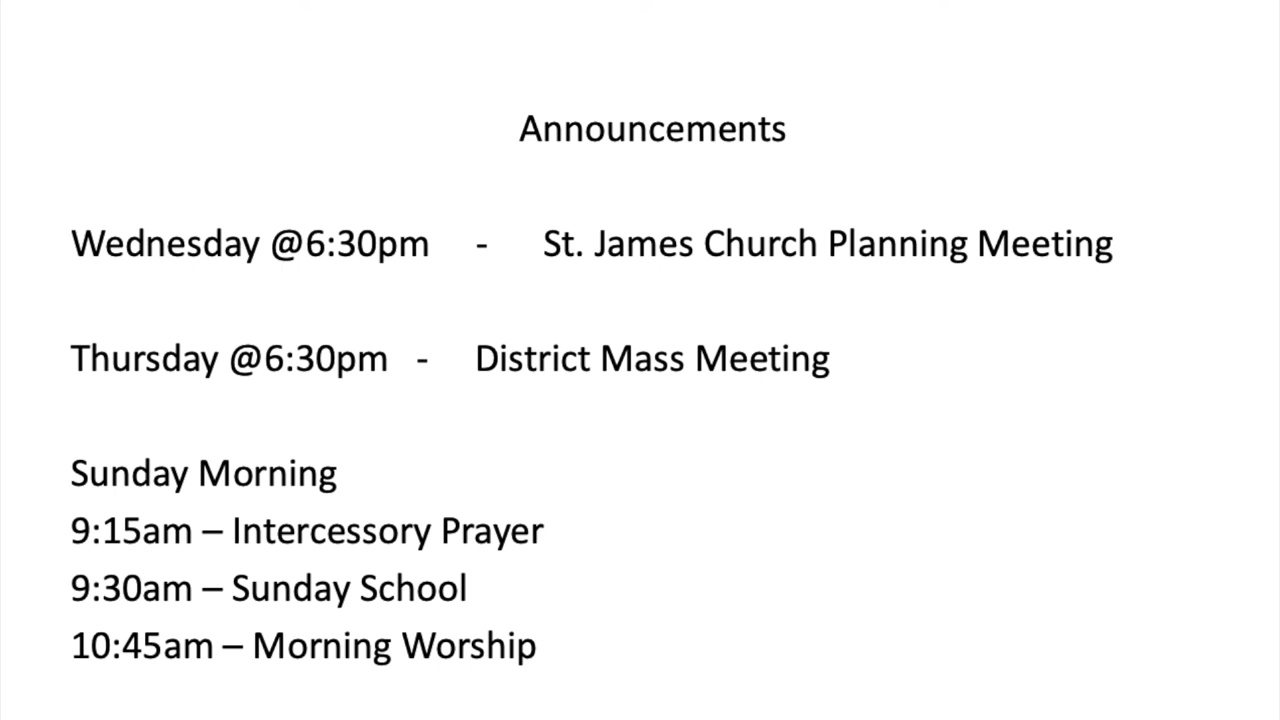 Announcements
Wednesday @6:30pm - St. James Church Planning Meeting
Thursday @6:30pm - District Mass Meeting
Sunday Morning
9:15am – Intercessory Prayer
9:30am – Sunday School
10:45am – Morning Worship